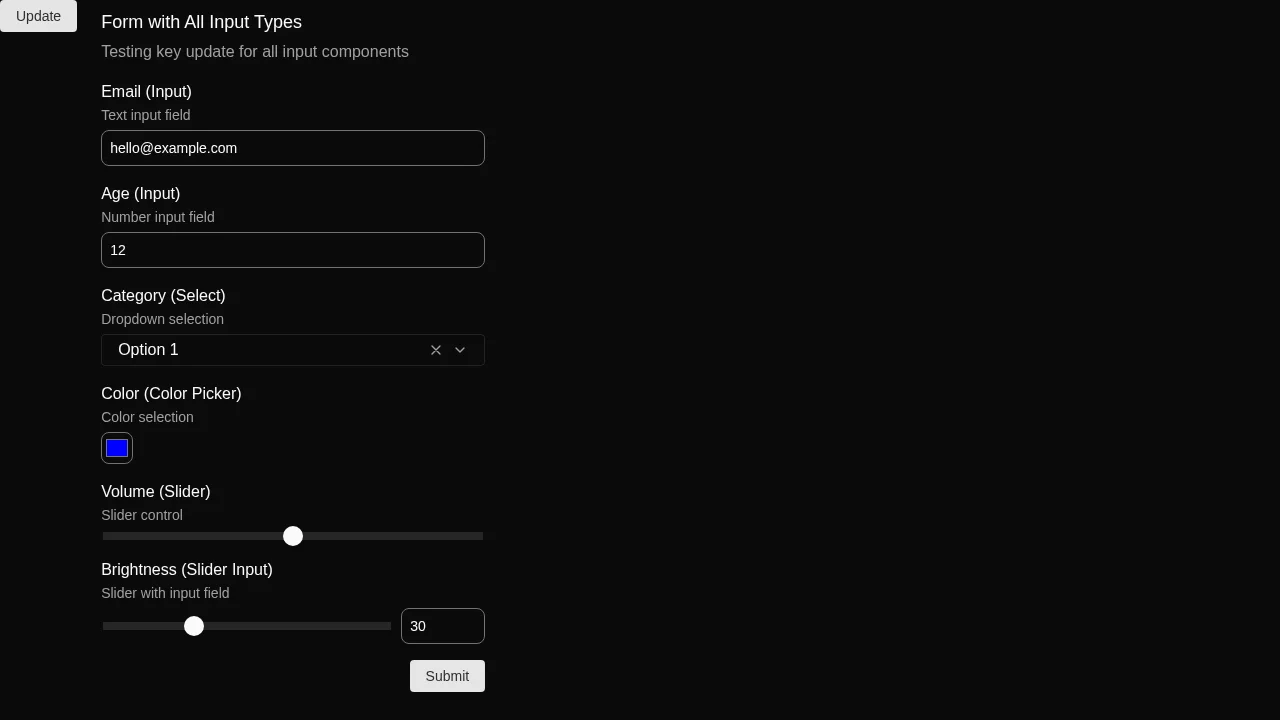 Update
Form with All Input Types
Testing key update for all input components
Email (Input)
Text input field
hello@example.com
Age (Input)
Number input field
12
Category (Select)
Dropdown selection
Option 1
Color (Color Picker)
Color selection
Volume (Slider)
Slider control
Brightness (Slider Input)
Slider with input field
30
Submit